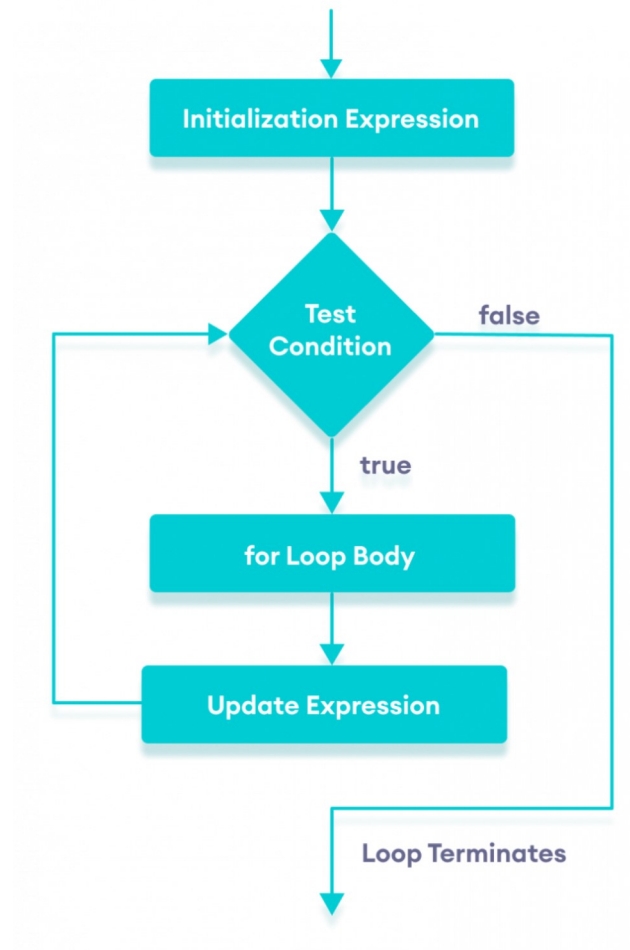 Initialization Expression
Test
Condition
false
true
for Loop Body
Update Expression
Loop Terminates